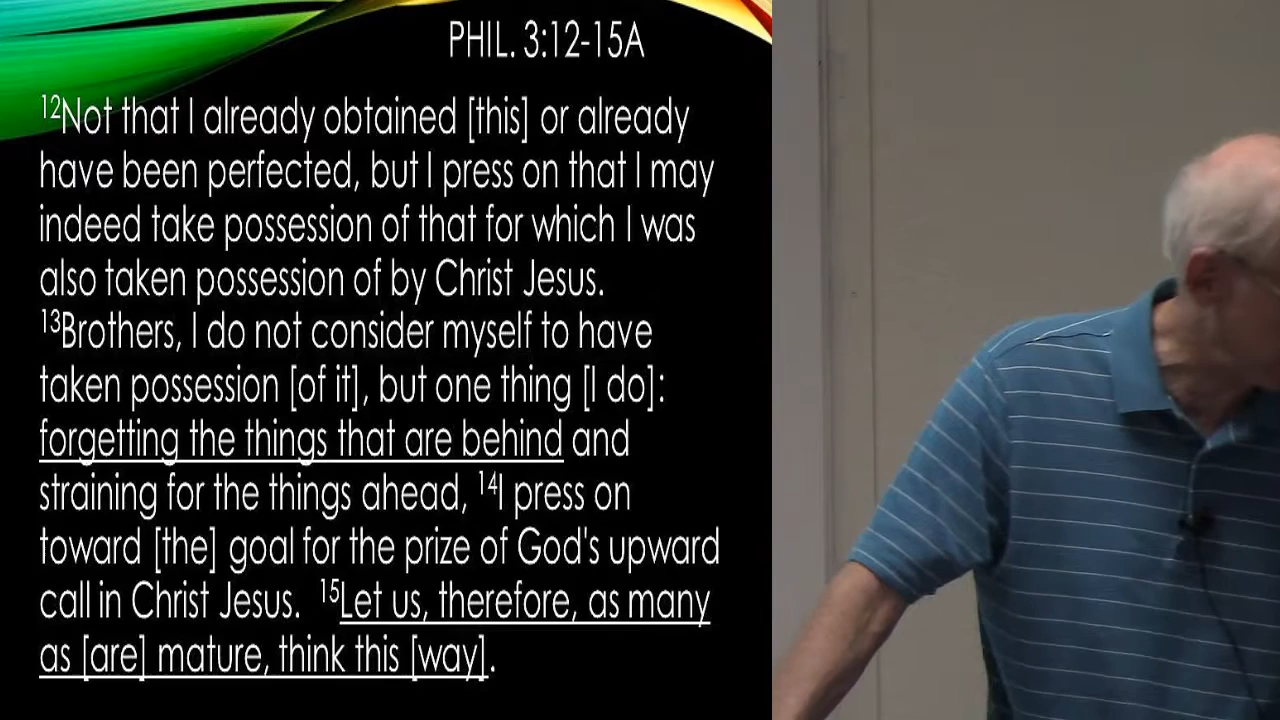 PHIL. 3:12-15A
¹²Not that I already obtained [this] or already
have been perfected, but I press on that I may
indeed take possession of that for which I was
also taken possession of by Christ Jesus.
¹³Brothers, I do not consider myself to have
taken possession [of it], but one thing [I do]:
forgetting the things that are behind and
straining for the things ahead, ¹⁴I press on
toward [the] goal for the prize of God's upward
call in Christ Jesus. ¹⁵Let us, therefore, as many
as [are] mature, think this [way].